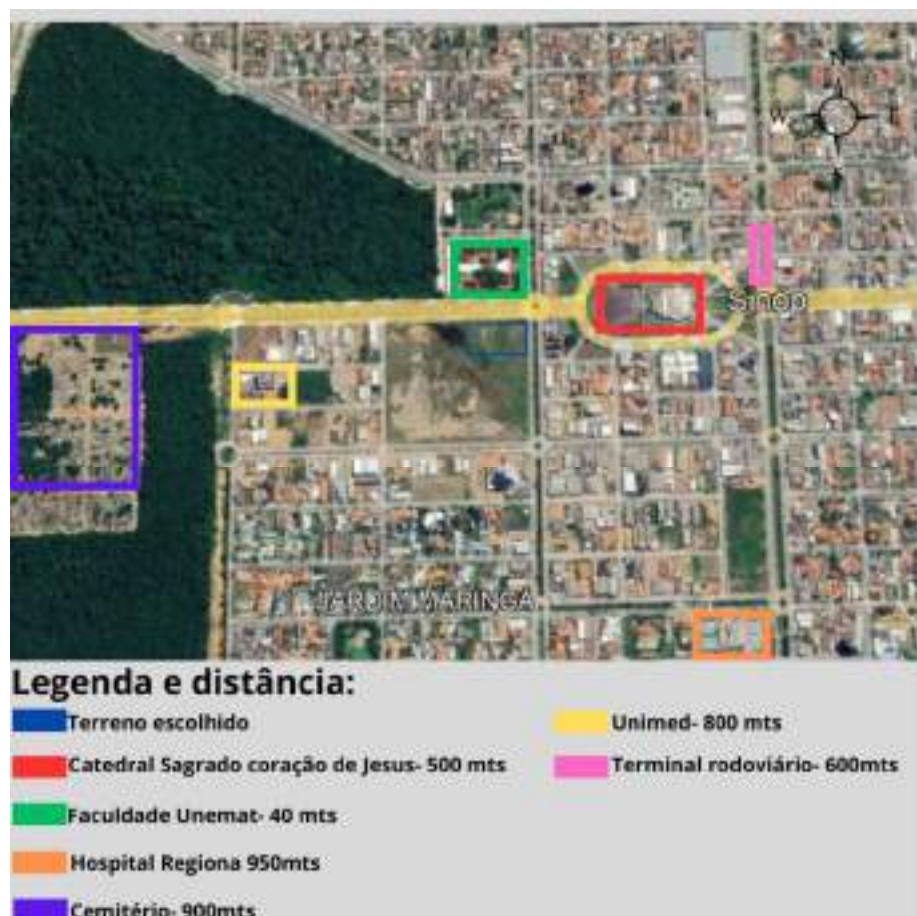 N
W
Sinop
JARDIM MARINGA
Legenda e distância:
Terreno escolhido
Unimed- 800 mts
Catedral Sagrado coração de Jesus- 500 mts
Terminal rodoviário- 600mts
Faculdade Unemat- 40 mts
Hospital Regiona 950mts
Cemitério- 900mts